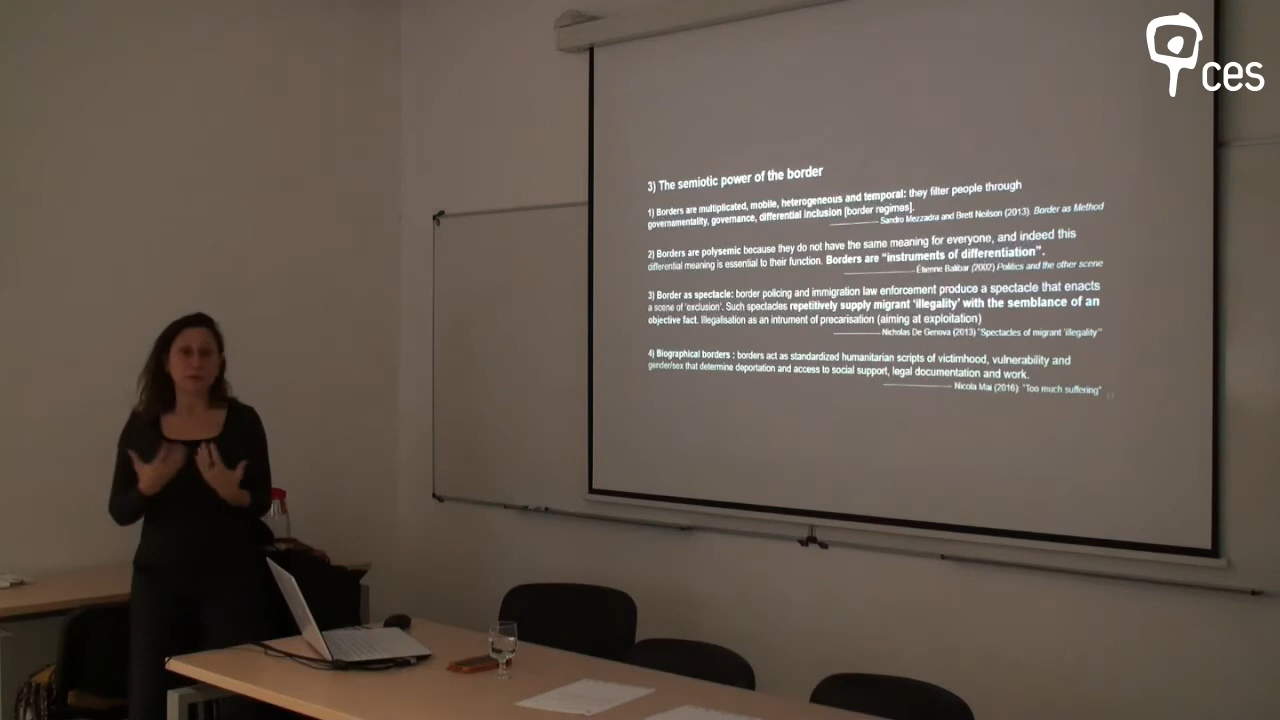 ces
3) The semiotic power of the border
1) Borders are multiplicated, mobile, heterogeneous and temporal: they filter people through
governamentality, governance, differential inclusion [border regimes].
Sandro Mezzadra and Brett Neilson (2013). Border as Method
2) Borders are polysemic because they do not have the same meaning for everyone, and indeed this
differential meaning is essential to their function. Borders are “instruments of differentiation”.
Étienne Balibar (2002) Politics and the other scene
3) Border as spectacle: border policing and immigration law enforcement produce a spectacle that enacts
a scene of ‘exclusion’. Such spectacles repetitively supply migrant ‘illegality’ with the semblance of an
objective fact. Illegalisation as an intrument of precarisation (aiming at exploitation)
Nicholas De Genova (2013) “Spectacles of migrant ‘illegality’”
4) Biographical borders : borders act as standardized humanitarian scripts of victimhood, vulnerability and
gender/sex that determine deportation and access to social support, legal documentation and work.
Nicola Mai (2016). “Too much suffering”